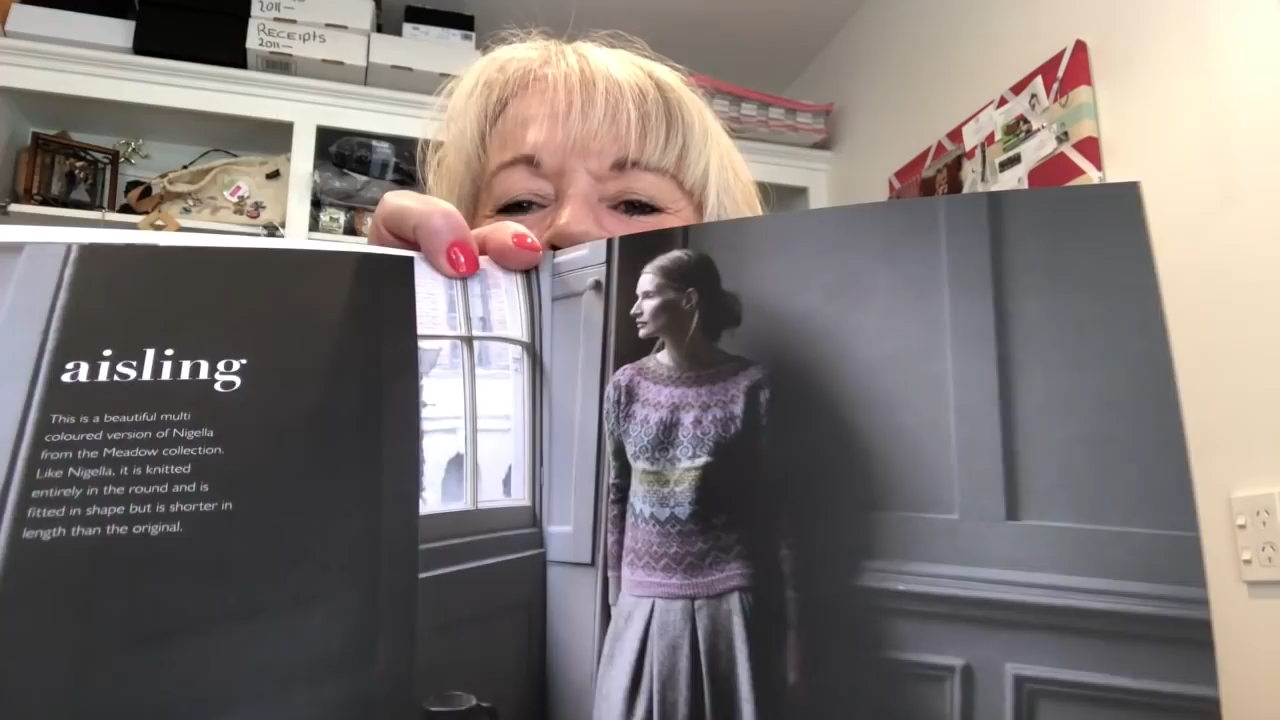 2011—
Receipts
2011—
aisling
This is a beautiful multi
coloured version of Nigella
from the Meadow collection.
Like Nigella, it is knitted
entirely in the round and is
fitted in shape but is shorter in
length than the original.